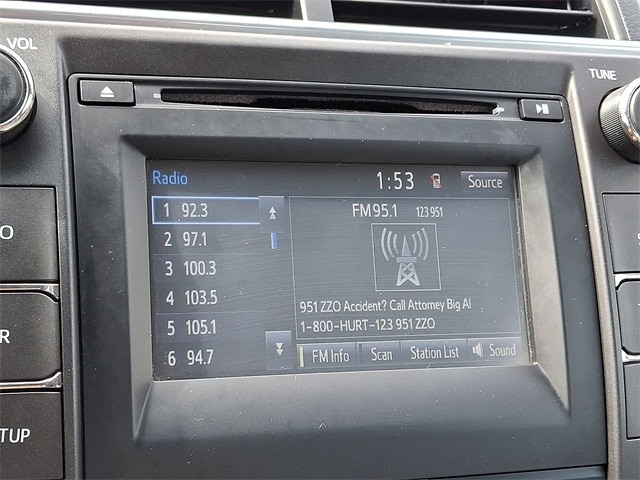 VOL
TUNE
Radio
1:53
Source
1 92.3
2 97.1
3 100.3
4 103.5
5 105.1
6 94.7
FM 95.1 123 951
951 ZZO Accident? Call Attorney Big Al
1-800-HURT-123 951 ZZO
FM Info
Scan
Station List
Sound